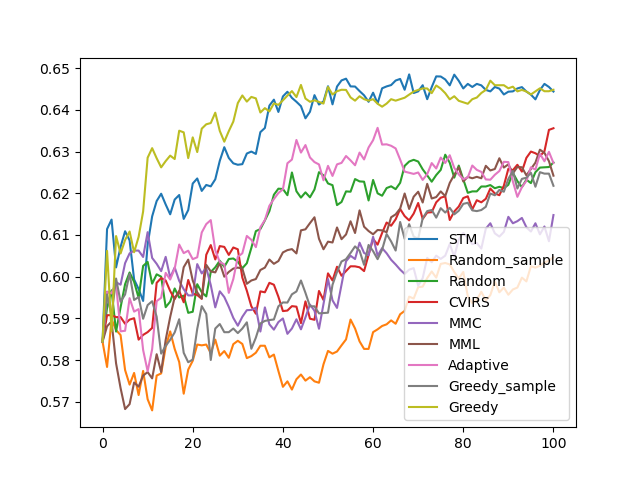 0.65
0.64
0.63
0.62
0.61
0.60
0.59
0.58
0.57
0
20
40
60
80
100
STM
Random_sample
Random
CVIRS
MMC
MML
Adaptive
Greedy_sample
Greedy